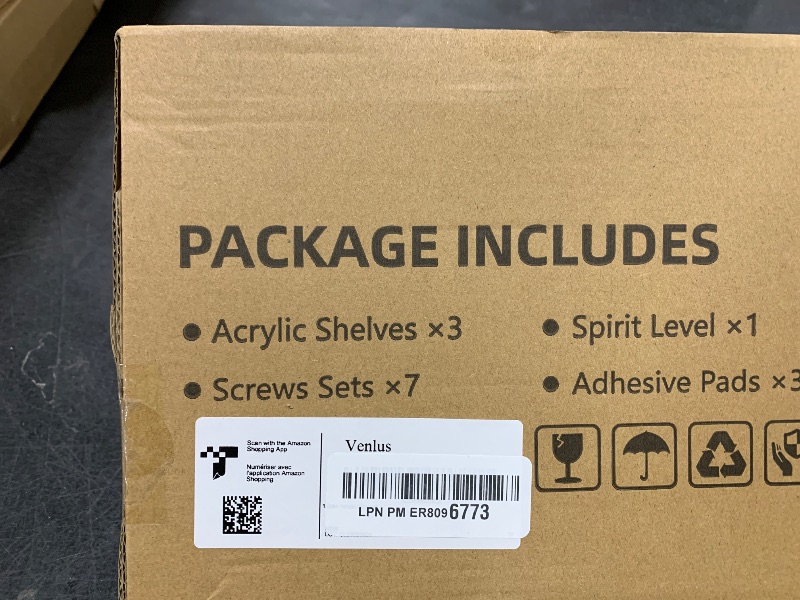 PACKAGE INCLUDES
● Acrylic Shelves ×3
● Spirit Level ×1
● Screws Sets ×7
● Adhesive Pads ×3
Scan with the Amazon
Shopping App
Numériser avec
l'application Amazon
Shopping
Venlus
LPN PM ER8096773